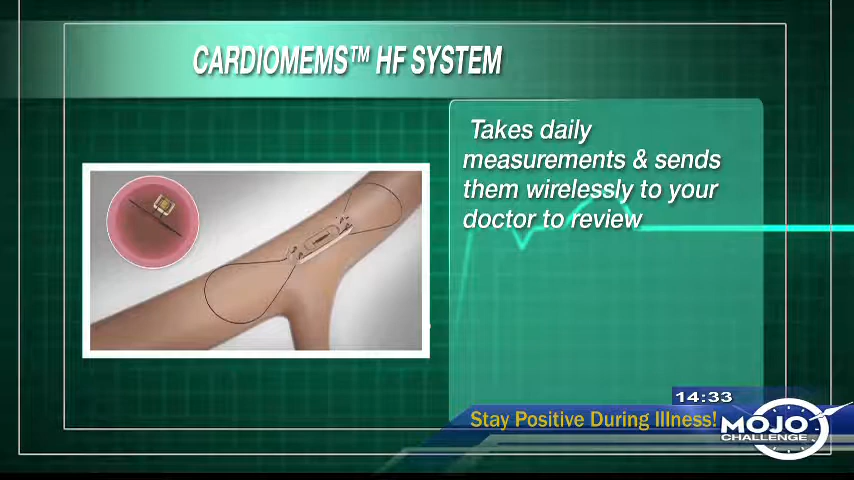 CARDIOMEMS™ HF SYSTEM
Takes daily
measurements & sends
them wirelessly to your
doctor to review
14:33
Stay Positive During Illness!
MOJO
CHALLENGE